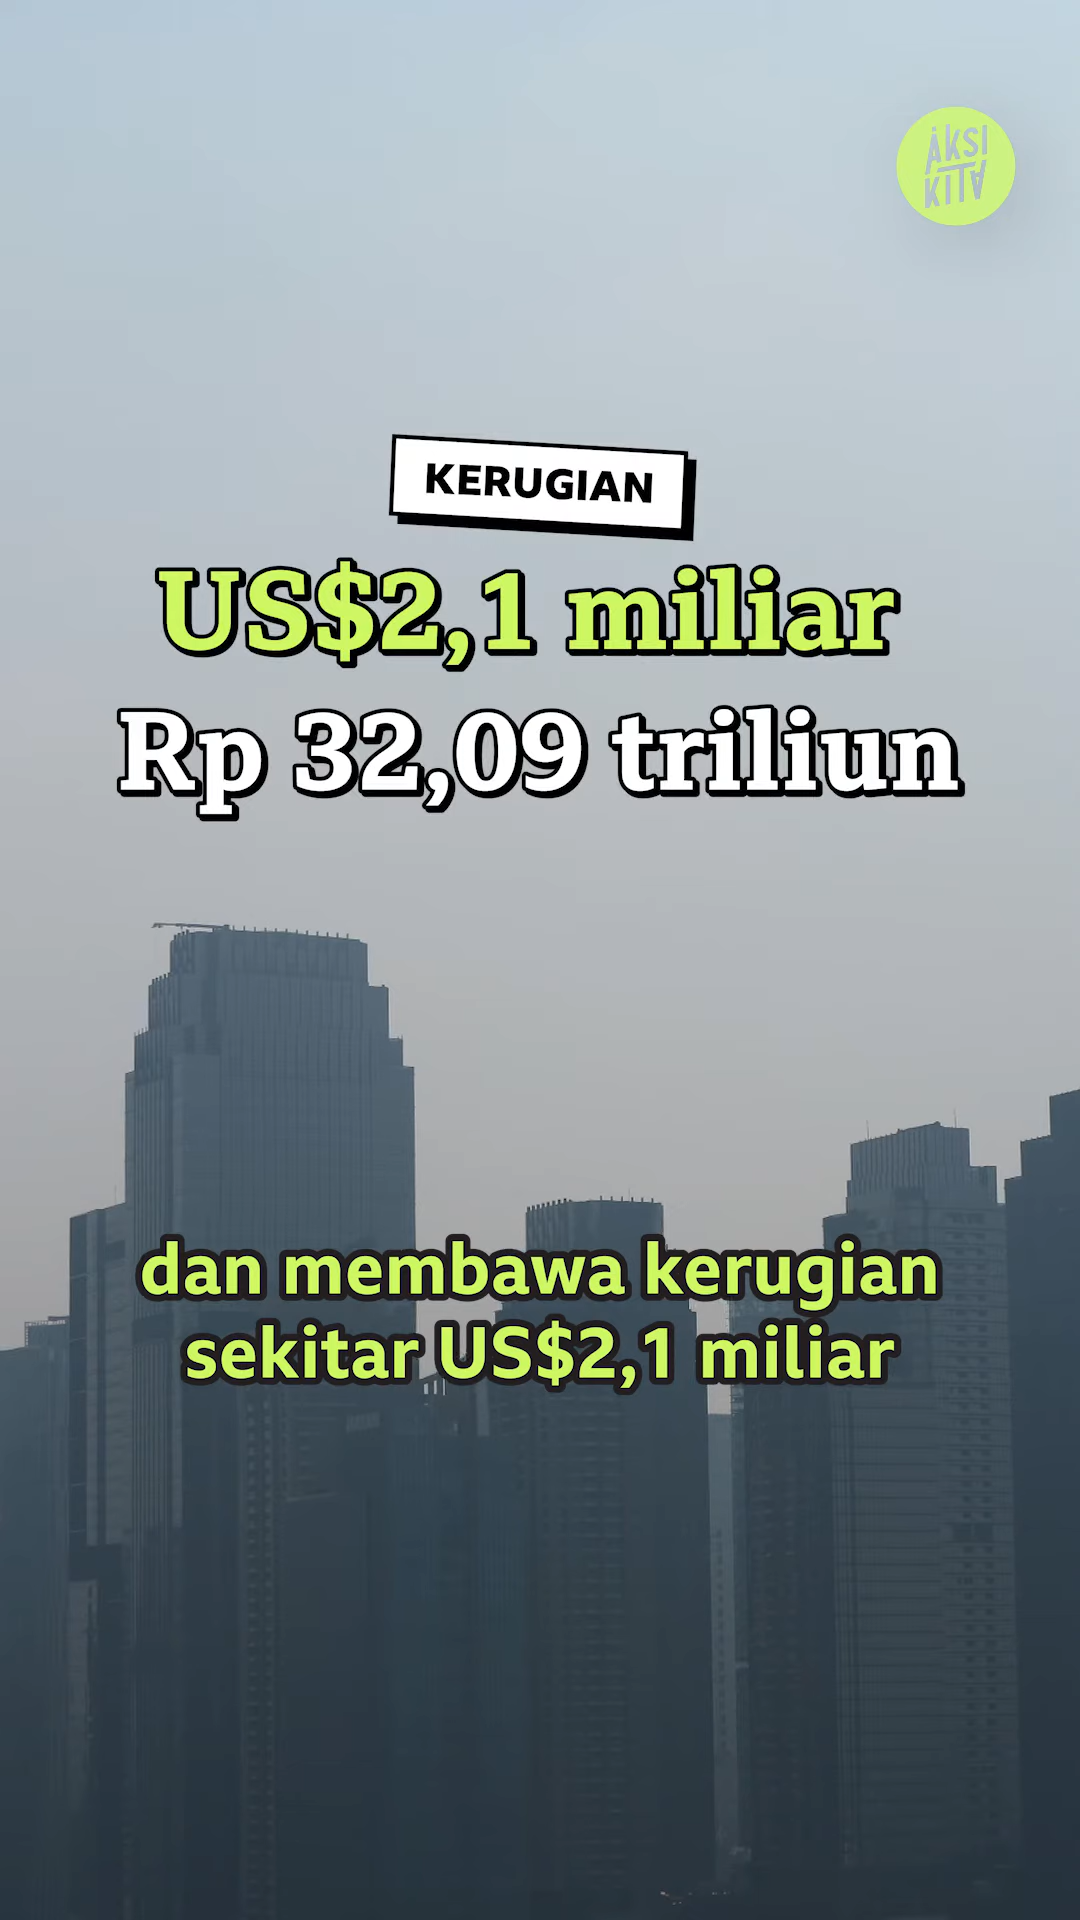 AKSI
KITA
KERUGIAN
US$2,1 miliar
Rp 32,09 triliun
dan membawa kerugian
sekitar US$2,1 miliar